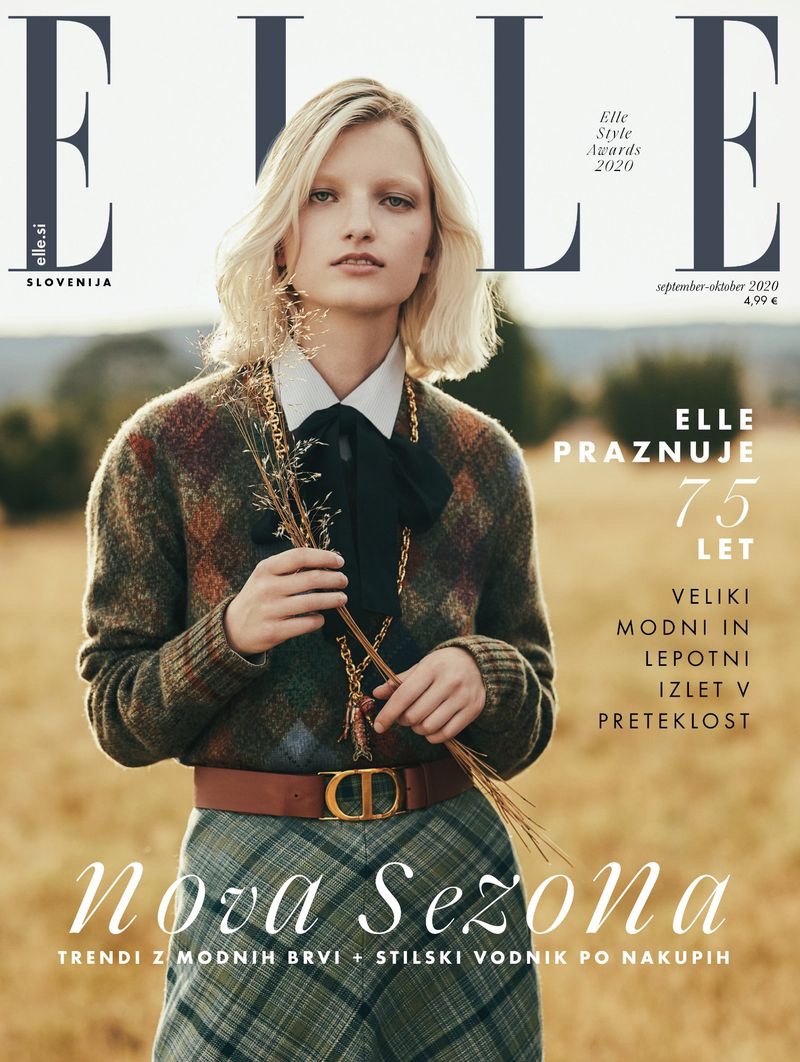 ELLE
Elle
Style
Awards
2020
elle.si
SLOVENIJA
september-oktober 2020
4,99 €
ELLE
PRAZNUJE
75
LET
VELIKI
MODNI IN
LEPOTNI
IZLET V
PRETEKLOST
Nova Sezona
TRENDI Z MODNIH BRVI + STILSKI VODNIK PO NAKUPIH